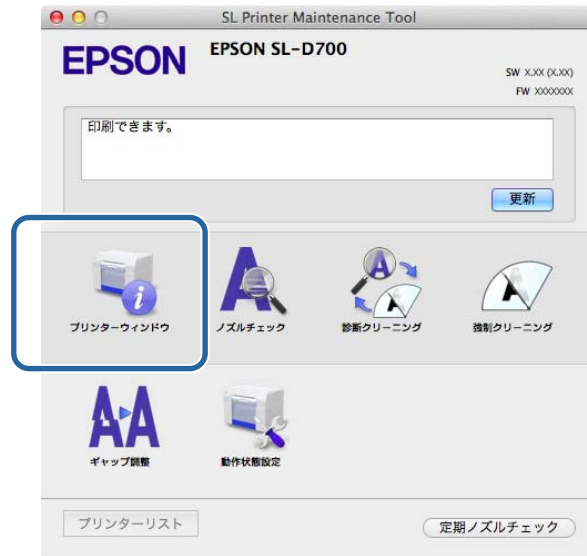 SL Printer Maintenance Tool
EPSON
EPSON SL-D700
SW X.XX (X.XX)
FW XXXXXXX
印刷できます。
更新
プリンターウィンドウ
ノズルチェック
診断クリーニング
強制クリーニング
ギャップ調整
動作状態設定
プリンターリスト
定期ノズルチェック